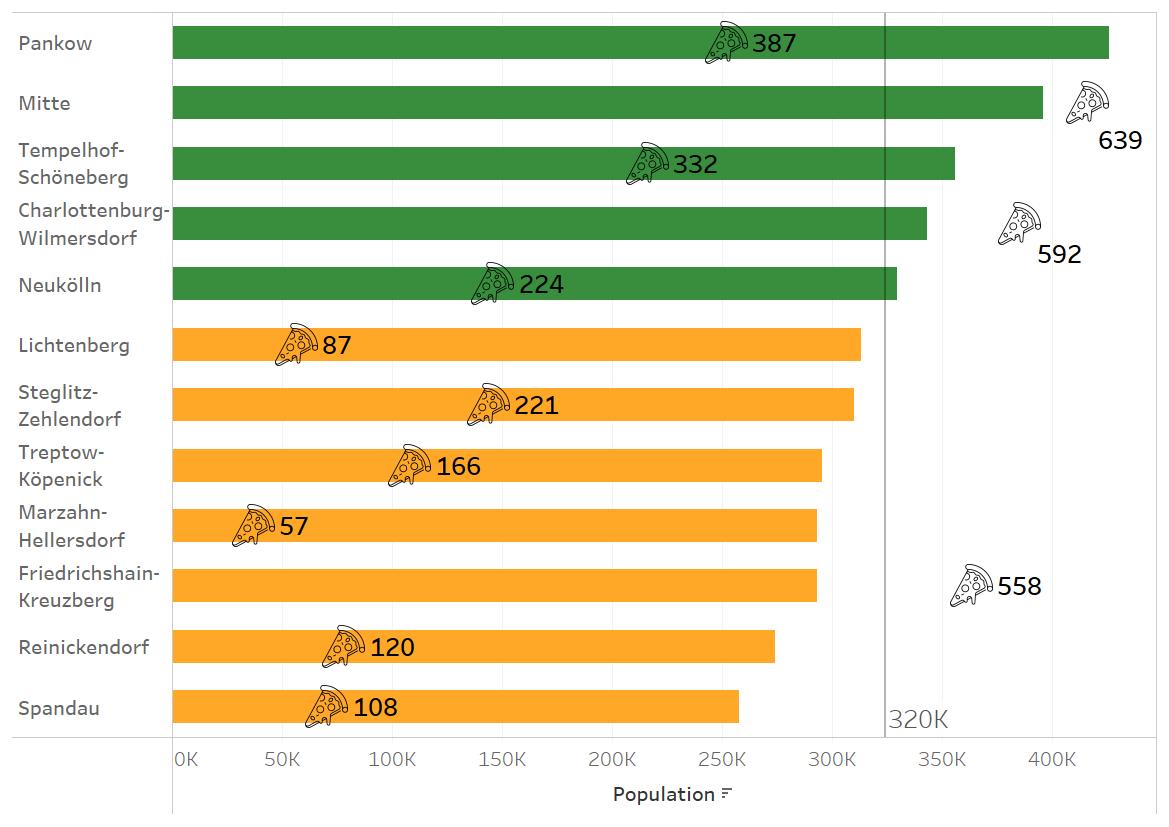 Pankow
387
Mitte
639
Tempelhof-
Schöneberg
332
Charlottenburg-
Wilmersdorf
592
Neukölln
224
Lichtenberg
87
Steglitz-
Zehlendorf
221
Treptow-
Köpenick
166
Marzahn-
Hellersdorf
57
Friedrichshain-
Kreuzberg
558
Reinickendorf
120
Spandau
108
320K
0K 50K 100K 150K 200K 250K 300K 350K 400K
Population